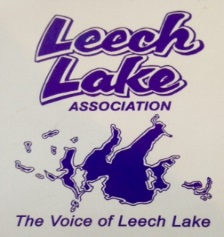 Leech
Lake
ASSOCIATION
The Voice of Leech Lake